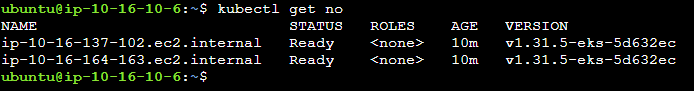 ubuntu@ip-10-16-10-6:~$ kubectl get no
NAME STATUS ROLES AGE VERSION
ip-10-16-137-102.ec2.internal Ready <none> 10m v1.31.5-eks-5d632ec
ip-10-16-164-163.ec2.internal Ready <none> 10m v1.31.5-eks-5d632ec
ubuntu@ip-10-16-10-6:~$